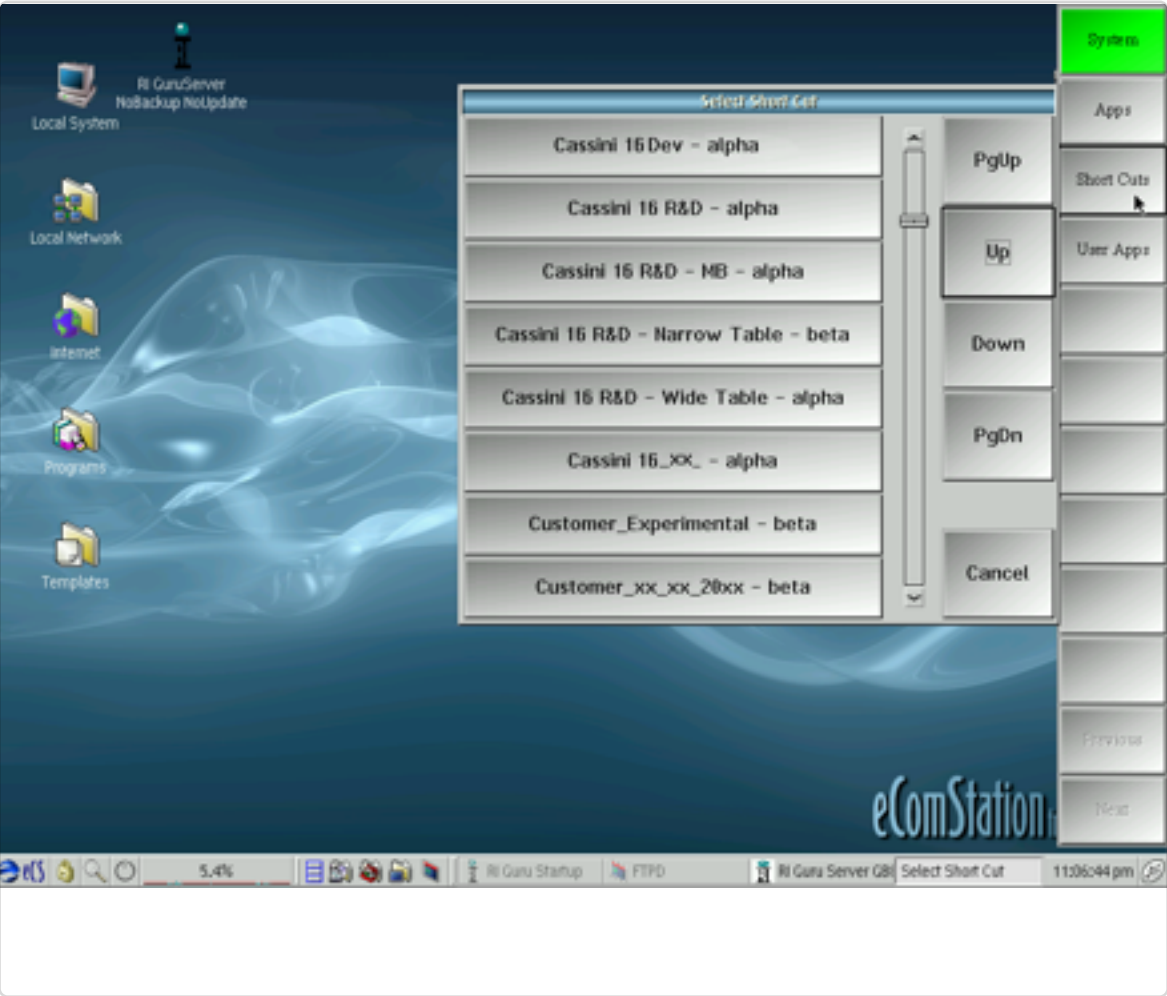 RI GuruServer
NoBackup NoUpdate
Local System
Local Network
Internet
Programs
Templates
Select Short Cut
Cassini 16 Dev - alpha
Cassini 16 R&D - alpha
Cassini 16 R&D - MB - alpha
Cassini 16 R&D - Narrow Table - beta
Cassini 16 R&D - Wide Table - alpha
Cassini 16_xx_ - alpha
Customer_Experimental - beta
Customer_xx_xx_20xx - beta
PgUp
Up
Down
PgDn
Cancel
System
Apps
Short Cuts
User Apps
Previous
Next
eComStation
eCS
5.4%
RI Guru Startup
FTPD
RI Guru Server GB
Select Short Cut
11:06:44 pm